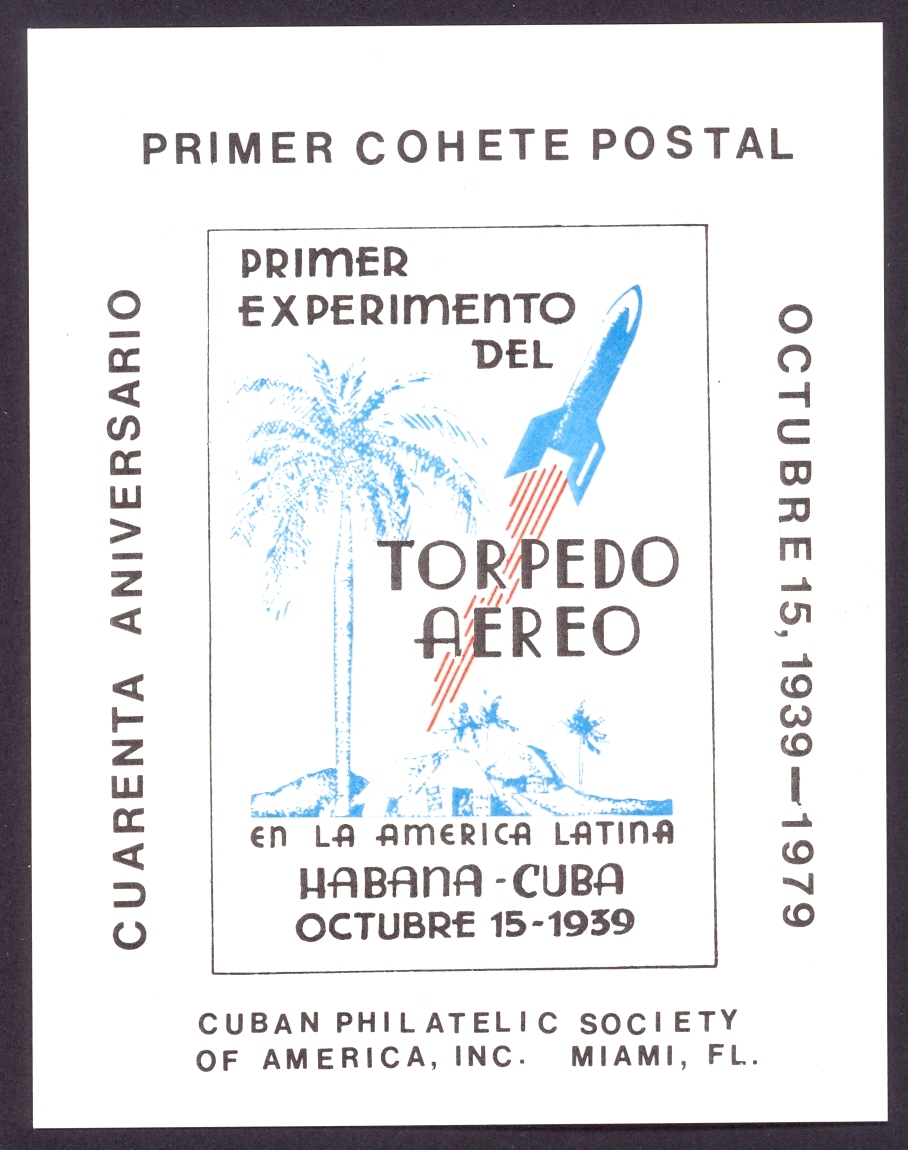 PRIMER COHETE POSTAL
CUARENTA ANIVERSARIO
PRIMER
EXPERIMENTO
DEL
TORPEDO
AEREO
EN LA AMERICA LATINA
HABANA - CUBA
OCTUBRE 15-1939
OCTUBRE 15, 1939—1979
CUBAN PHILATELIC SOCIETY
OF AMERICA, INC. MIAMI, FL.